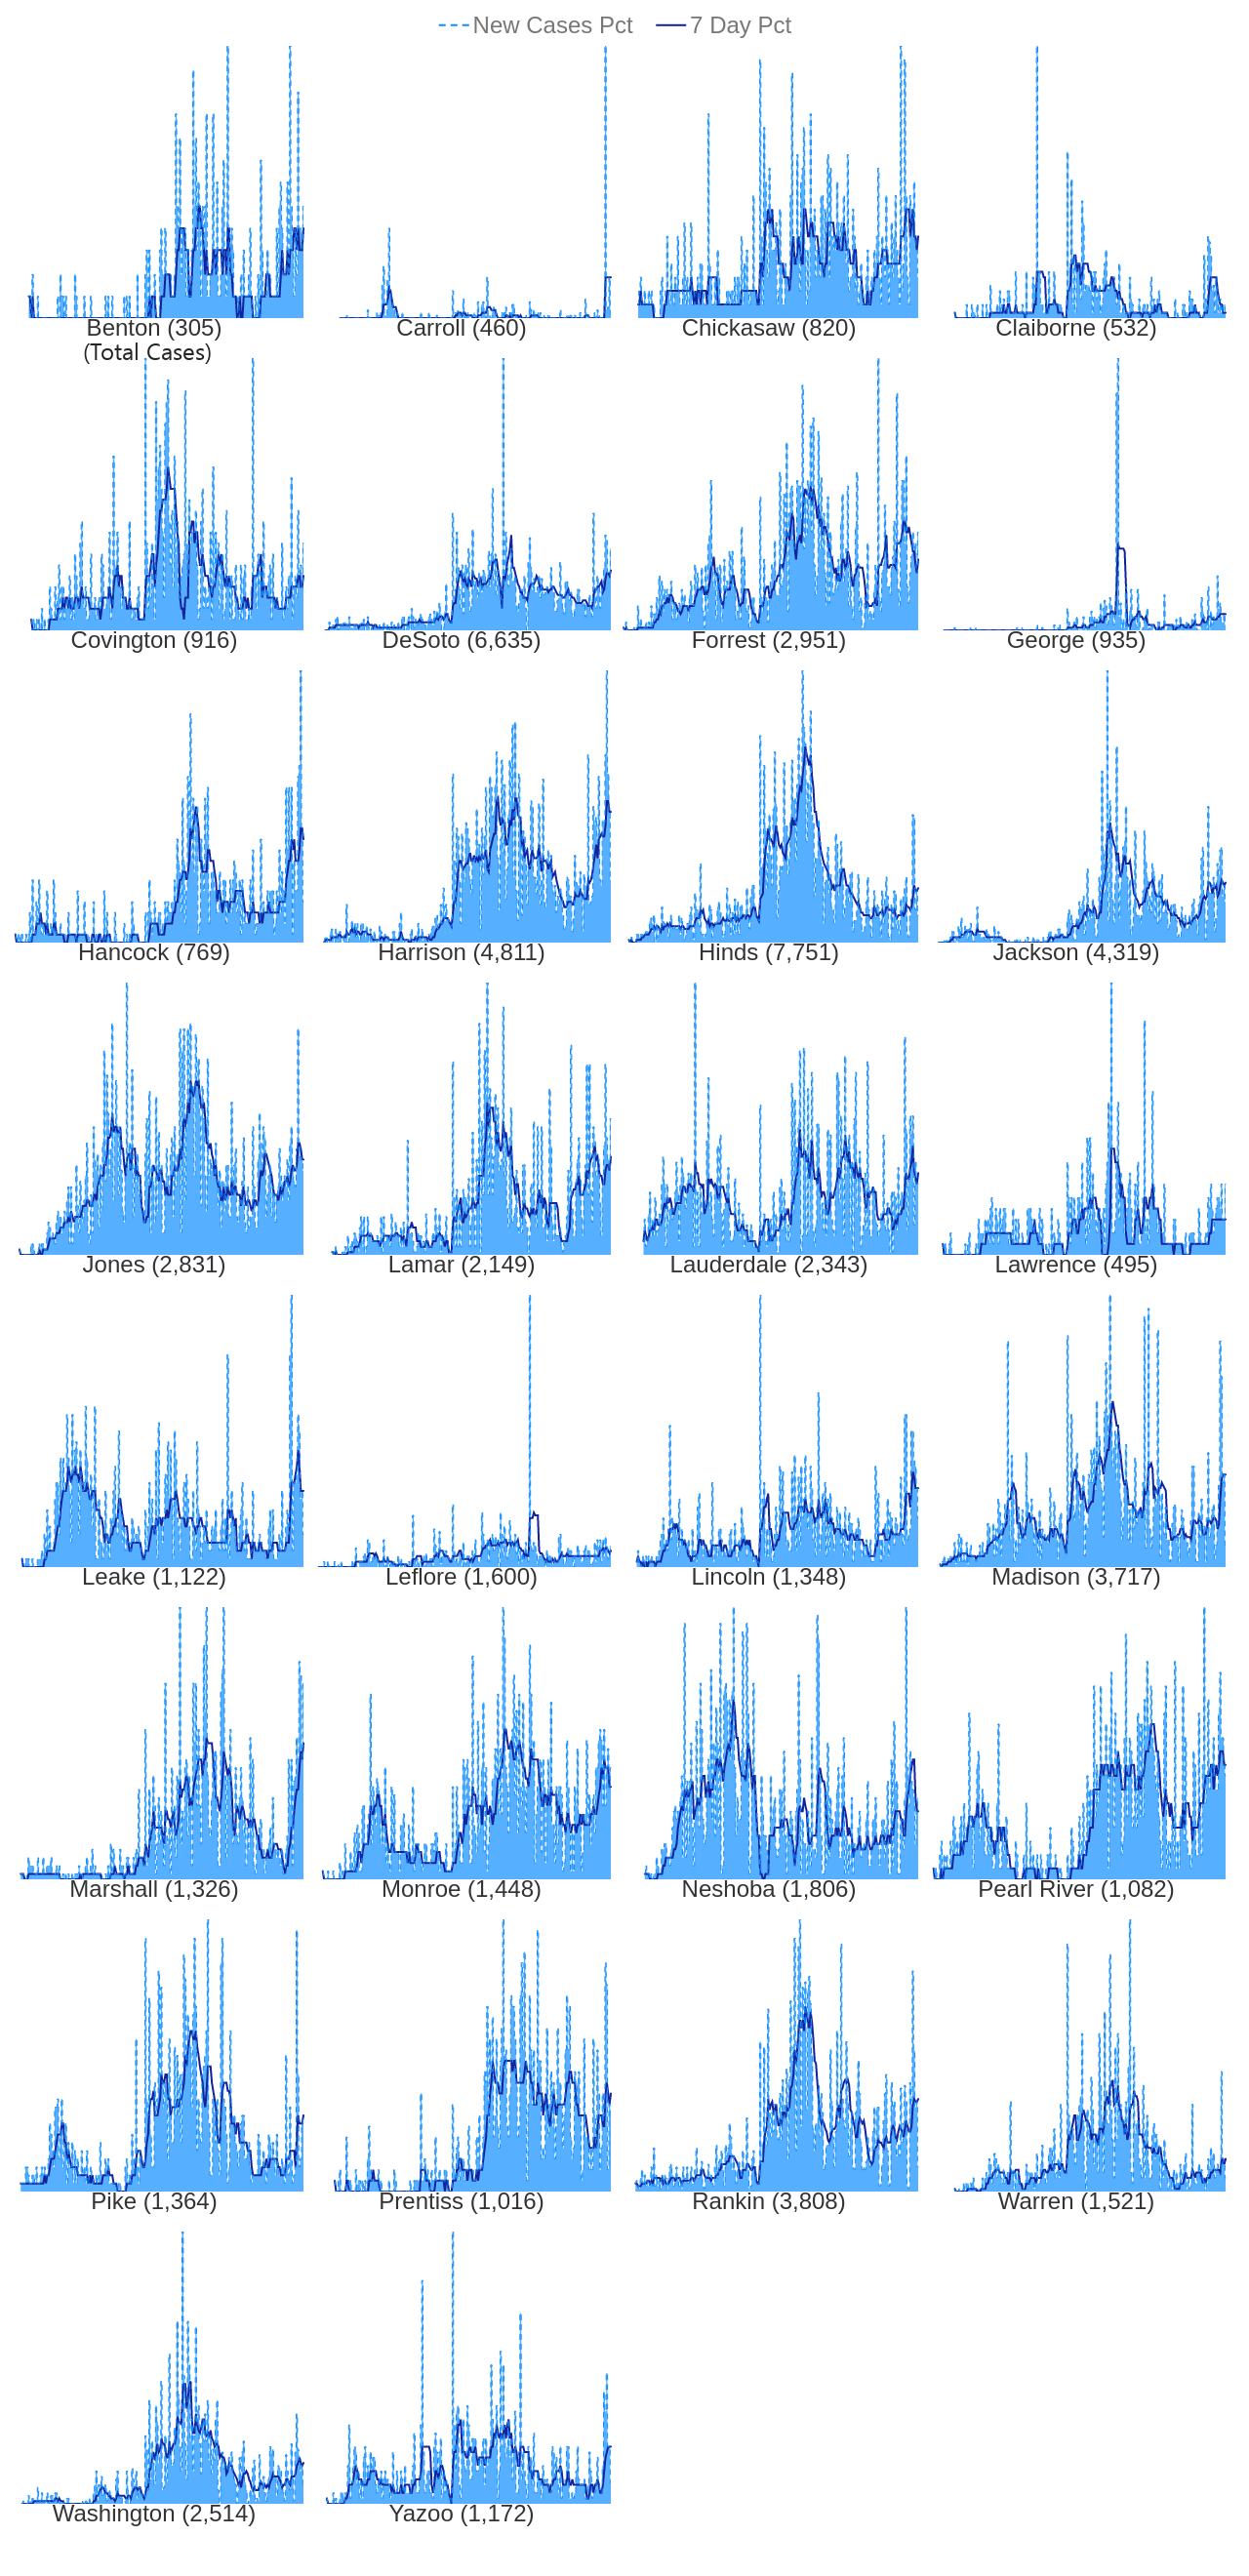 New Cases Pct 7 Day Pct
Benton (305) Carroll (460) Chickasaw (820) Claiborne (532)
(Total Cases)
Covington (916) DeSoto (6,635) Forrest (2,951) George (935)
Hancock (769) Harrison (4,811) Hinds (7,751) Jackson (4,319)
Jones (2,831) Lamar (2,149) Lauderdale (2,343) Lawrence (495)
Leake (1,122) Leflore (1,600) Lincoln (1,348) Madison (3,717)
Marshall (1,326) Monroe (1,448) Neshoba (1,806) Pearl River (1,082)
Pike (1,364) Prentiss (1,016) Rankin (3,808) Warren (1,521)
Washington (2,514) Yazoo (1,172)